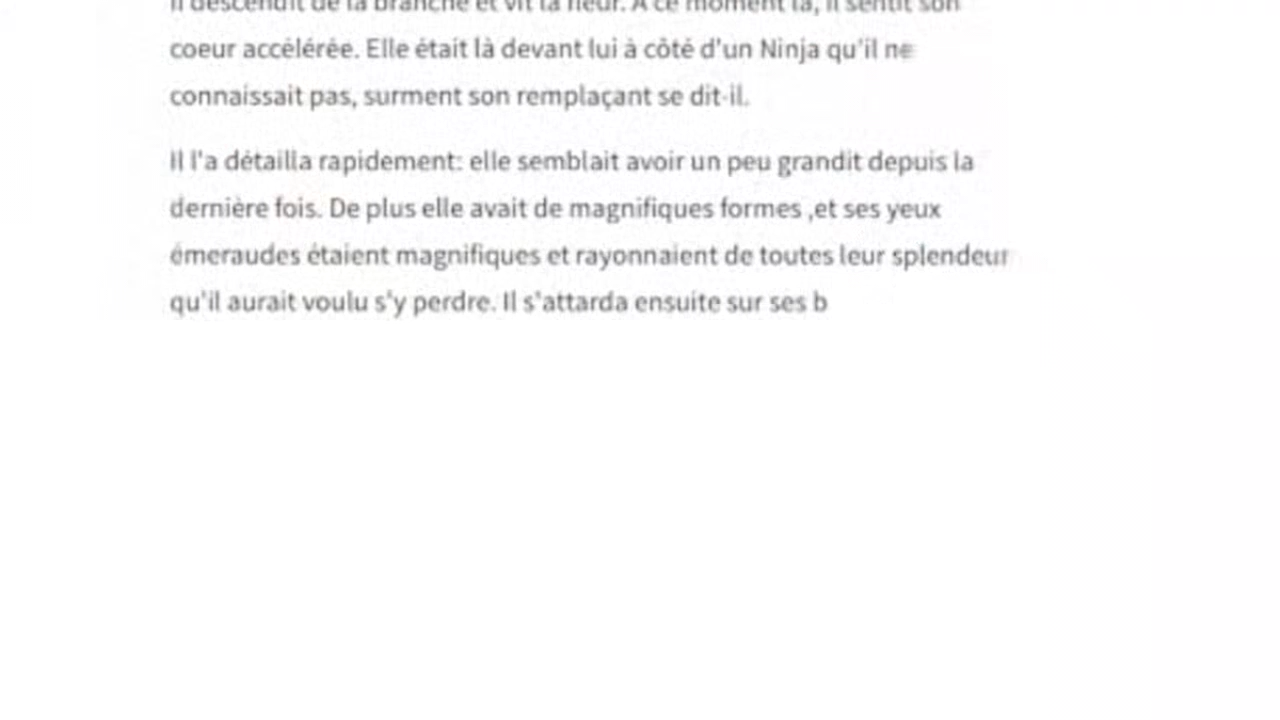 Il descendit de la branche et vit la fleur. A ce moment là, il sentit son
coeur accélérée. Elle était là devant lui à côté d'un Ninja qu'il ne
connaissait pas, surment son remplaçant se dit-il.
Il l'a détailla rapidement: elle semblait avoir un peu grandit depuis la
dernière fois. De plus elle avait de magnifiques formes ,et ses yeux
émeraudes étaient magnifiques et rayonnaient de toutes leur splendeur
qu'il aurait voulu s'y perdre. Il s'attarda ensuite sur ses b